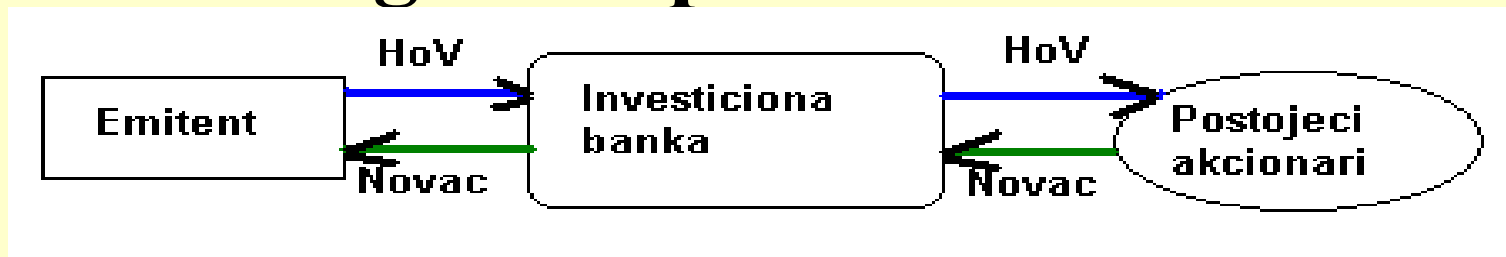 HoV
HoV
Emitent
Investiciona
banka
Postojeci
akcionari
Novac
Novac